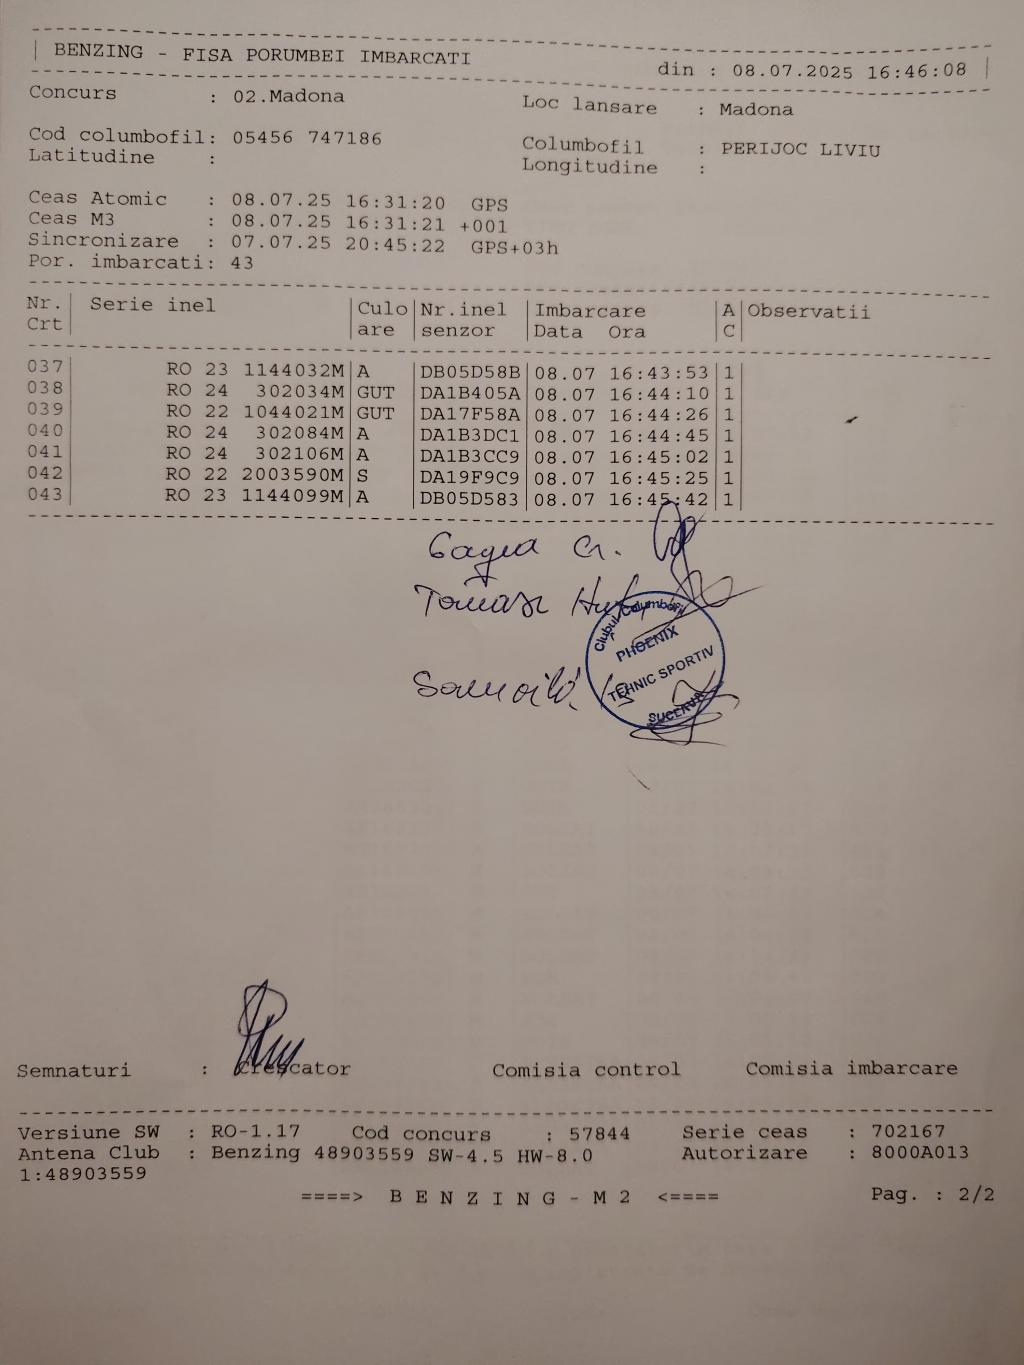 BENZING - FISA PORUMBEI IMBARCATI din : 08.07.2025 16:46:08
Concurs : 02.Madona Loc lansare : Madona
Cod columbofil: 05456 747186 Columbofil : PERIJOC LIVIU
Latitudine : Longitudine :
Ceas Atomic : 08.07.25 16:31:20 GPS
Ceas M3 : 08.07.25 16:31:21 +001
Sincronizare : 07.07.25 20:45:22 GPS+03h
Por. imbarcati: 43
Nr. Serie inel Culo Nr.inel Imbarcare A Observatii
Crt are senzor Data Ora C
037 RO 23 1144032M A DB05D58B 08.07 16:43:53 1
038 RO 24 302034M GUT DA1B405A 08.07 16:44:10 1
039 RO 22 1044021M GUT DA17F58A 08.07 16:44:26 1
040 RO 24 302084M A DA1B3DC1 08.07 16:44:45 1
041 RO 24 302106M A DA1B3CC9 08.07 16:45:02 1
042 RO 22 2003590M S DA19F9C9 08.07 16:45:25 1
043 RO 23 1144099M A DB05D583 08.07 16:45:42 1
Clubul Columbofil
PHOENIX
TEHNIC SPORTIV
SUCEAVA
Semnaturi : Crescator Comisia control Comisia imbarcare
Versiune SW : RO-1.17 Cod concurs : 57844 Serie ceas : 702167
Antena Club : Benzing 48903559 SW-4.5 HW-8.0 Autorizare : 8000A013
1:48903559
====> B E N Z I N G - M 2 <==== Pag. : 2/2